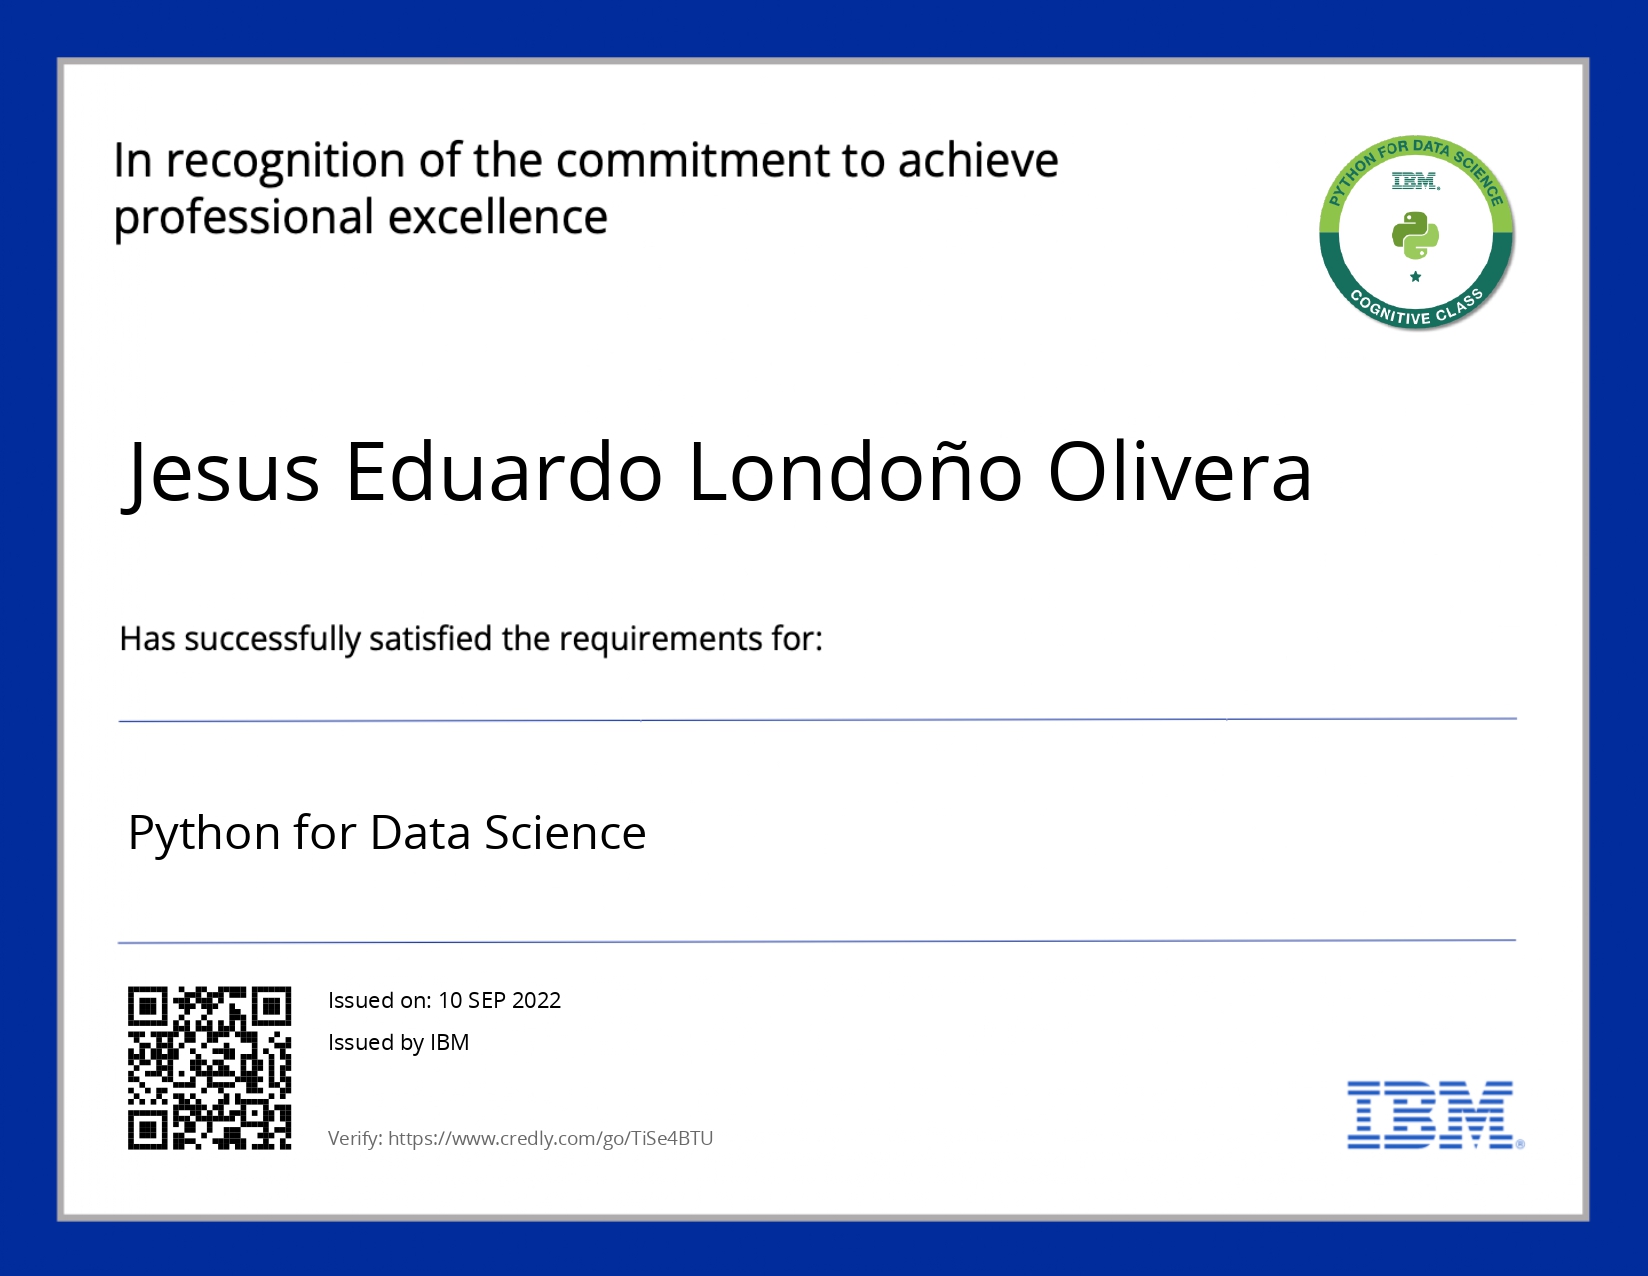 In recognition of the commitment to achieve
professional excellence
PYTHON FOR DATA SCIENCE
IBM®
COGNITIVE CLASS
Jesus Eduardo Londoño Olivera
Has successfully satisfied the requirements for:
Python for Data Science
Issued on: 10 SEP 2022
Issued by IBM
Verify: https://www.credly.com/go/TiSe4BTU
IBM®